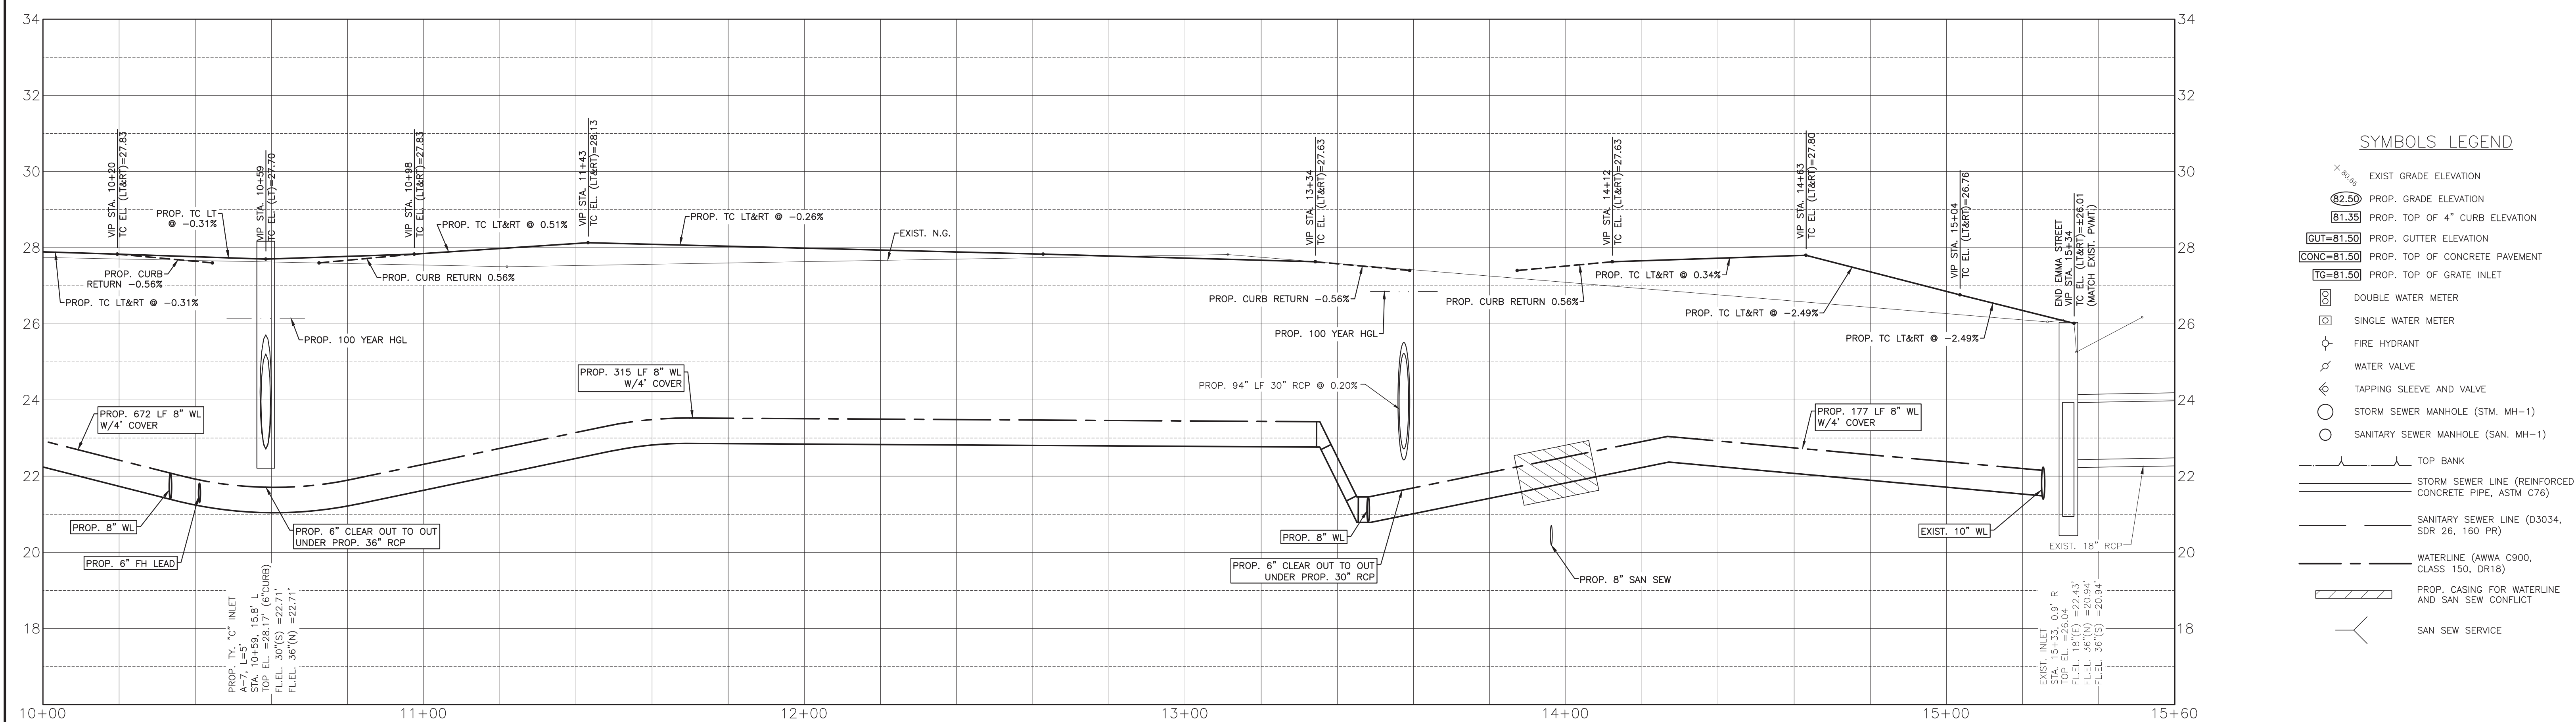 34
32
30
28
26
24
22
20
18
34
32
30
28
26
24
22
20
18
10+00
11+00
12+00
13+00
14+00
15+00
15+60
VIP STA. 10+20
TC EL. (LT&RT)=27.83
PROP. TC LT
@ -0.31%
VIP STA. 10+59
TC EL. (LT)=27.70
VIP STA. 10+98
TC EL. (LT&RT)=27.83
PROP. TC LT&RT @ 0.51%
VIP STA. 11+43
TC EL. (LT&RT)=28.13
PROP. TC LT&RT @ -0.26%
EXIST. N.G.
VIP STA. 13+34
TC EL. (LT&RT)=27.63
VIP STA. 14+12
TC EL. (LT&RT)=27.63
VIP STA. 14+63
TC EL. (LT&RT)=27.80
VIP STA. 15+04
TC EL. (LT&RT)=26.76
END EMMA STREET
VIP STA. 15+34
TC EL. (LT&RT)=±26.01
(MATCH EXIST. PVMT.)
PROP. CURB
RETURN -0.56%
PROP. TC LT&RT @ -0.31%
PROP. CURB RETURN 0.56%
PROP. 100 YEAR HGL
PROP. CURB RETURN -0.56%
PROP. 100 YEAR HGL
PROP. CURB RETURN 0.56%
PROP. TC LT&RT @ 0.34%
PROP. TC LT&RT @ -2.49%
PROP. TC LT&RT @ -2.49%
PROP. 672 LF 8" WL
W/4' COVER
PROP. 315 LF 8" WL
W/4' COVER
PROP. 94" LF 30" RCP @ 0.20%
PROP. 177 LF 8" WL
W/4' COVER
PROP. 8" WL
PROP. 6" FH LEAD
PROP. 6" CLEAR OUT TO OUT
UNDER PROP. 36" RCP
PROP. 8" WL
PROP. 6" CLEAR OUT TO OUT
UNDER PROP. 30" RCP
PROP. 8" SAN SEW
EXIST. 10" WL
EXIST. 18" RCP
PROP. TY. "C" INLET
A-7, L=5'
STA. 10+59, 15.8' L
TOP EL. =28.17' (6"CURB)
FL.EL. 30"(S) =22.71'
FL.EL. 36"(N) =22.71'
EXIST. INLET
STA. 15+33, 0.9' R
TOP EL. =26.04
FL.EL. 18"(E) =22.43'
FL.EL. 36"(N) =20.94'
FL.EL. 36"(S) =20.94'
SYMBOLS LEGEND
80.66 EXIST GRADE ELEVATION
82.50 PROP. GRADE ELEVATION
81.35 PROP. TOP OF 4" CURB ELEVATION
GUT=81.50 PROP. GUTTER ELEVATION
CONC=81.50 PROP. TOP OF CONCRETE PAVEMENT
TG=81.50 PROP. TOP OF GRATE INLET
DOUBLE WATER METER
SINGLE WATER METER
FIRE HYDRANT
WATER VALVE
TAPPING SLEEVE AND VALVE
STORM SEWER MANHOLE (STM. MH-1)
SANITARY SEWER MANHOLE (SAN. MH-1)
TOP BANK
STORM SEWER LINE (REINFORCED
CONCRETE PIPE, ASTM C76)
SANITARY SEWER LINE (D3034,
SDR 26, 160 PR)
WATERLINE (AWWA C900,
CLASS 150, DR18)
PROP. CASING FOR WATERLINE
AND SAN SEW CONFLICT
SAN SEW SERVICE